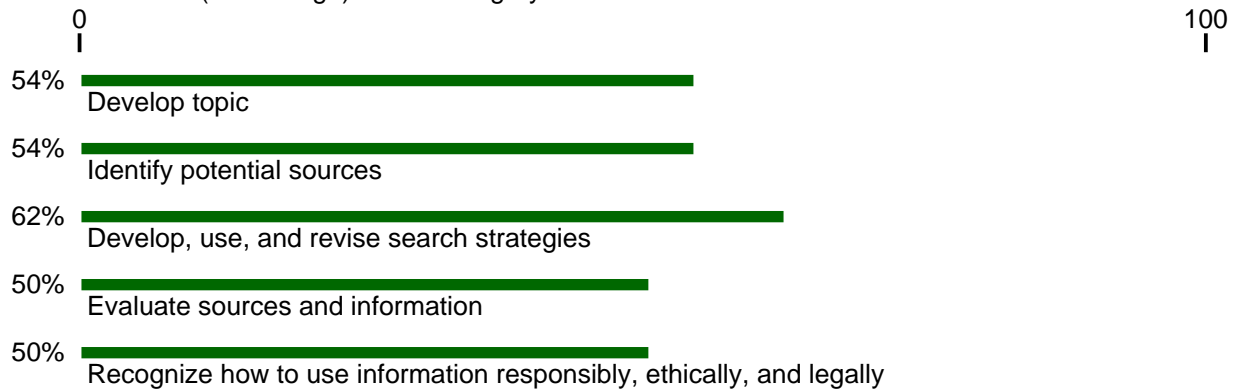 0 100
54%
Develop topic
54%
Identify potential sources
62%
Develop, use, and revise search strategies
50%
Evaluate sources and information
50%
Recognize how to use information responsibly, ethically, and legally